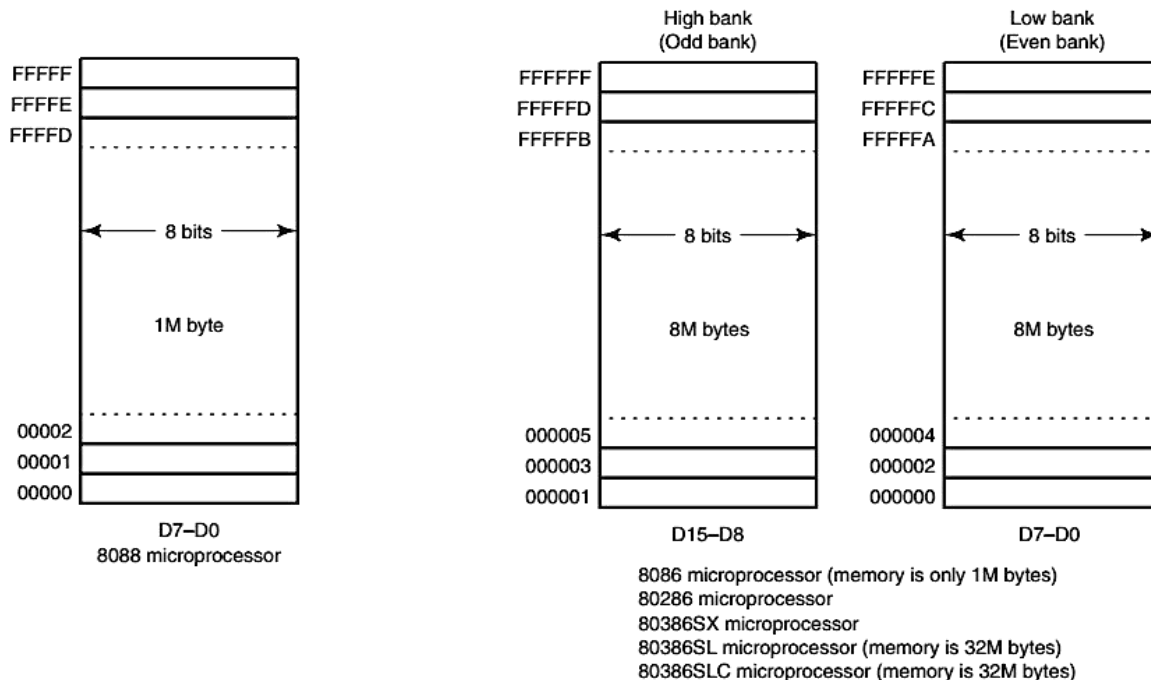 FFFFF
FFFFE
FFFFD
8 bits
1M byte
00002
00001
00000
D7–D0
8088 microprocessor
High bank
(Odd bank)
FFFFFF
FFFFFD
FFFFFB
8 bits
8M bytes
000005
000003
000001
D15–D8
Low bank
(Even bank)
FFFFFE
FFFFFC
FFFFFA
8 bits
8M bytes
000004
000002
000000
D7–D0
8086 microprocessor (memory is only 1M bytes)
80286 microprocessor
80386SX microprocessor
80386SL microprocessor (memory is 32M bytes)
80386SLC microprocessor (memory is 32M bytes)